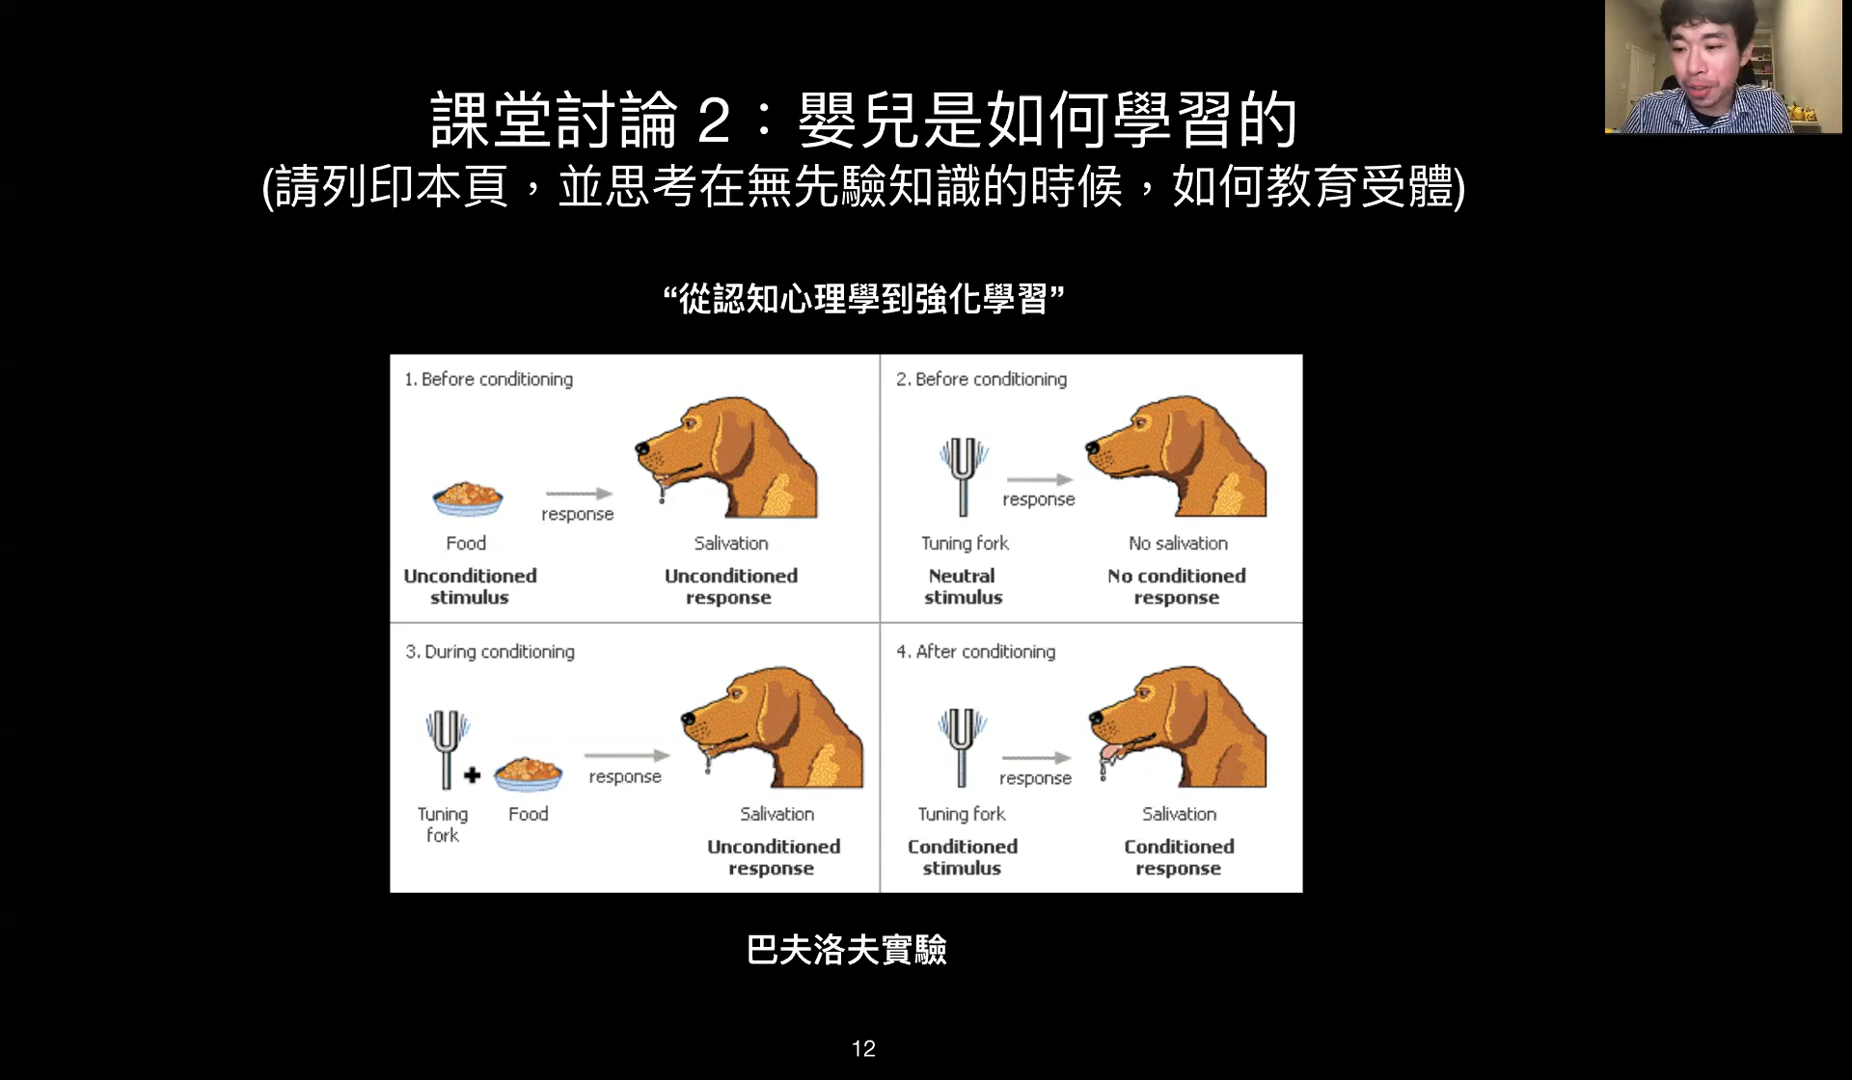 課堂討論 2：嬰兒是如何學習的
(請列印本頁，並思考在無先驗知識的時候，如何教育受體)
“從認知心理學到強化學習”
1. Before conditioning
response
Food
Salivation
Unconditioned
stimulus
Unconditioned
response
2. Before conditioning
response
Tuning fork
No salivation
Neutral
stimulus
No conditioned
response
3. During conditioning
response
Tuning
fork
Food
Salivation
Unconditioned
response
4. After conditioning
response
Tuning fork
Salivation
Conditioned
stimulus
Conditioned
response
巴夫洛夫實驗
12